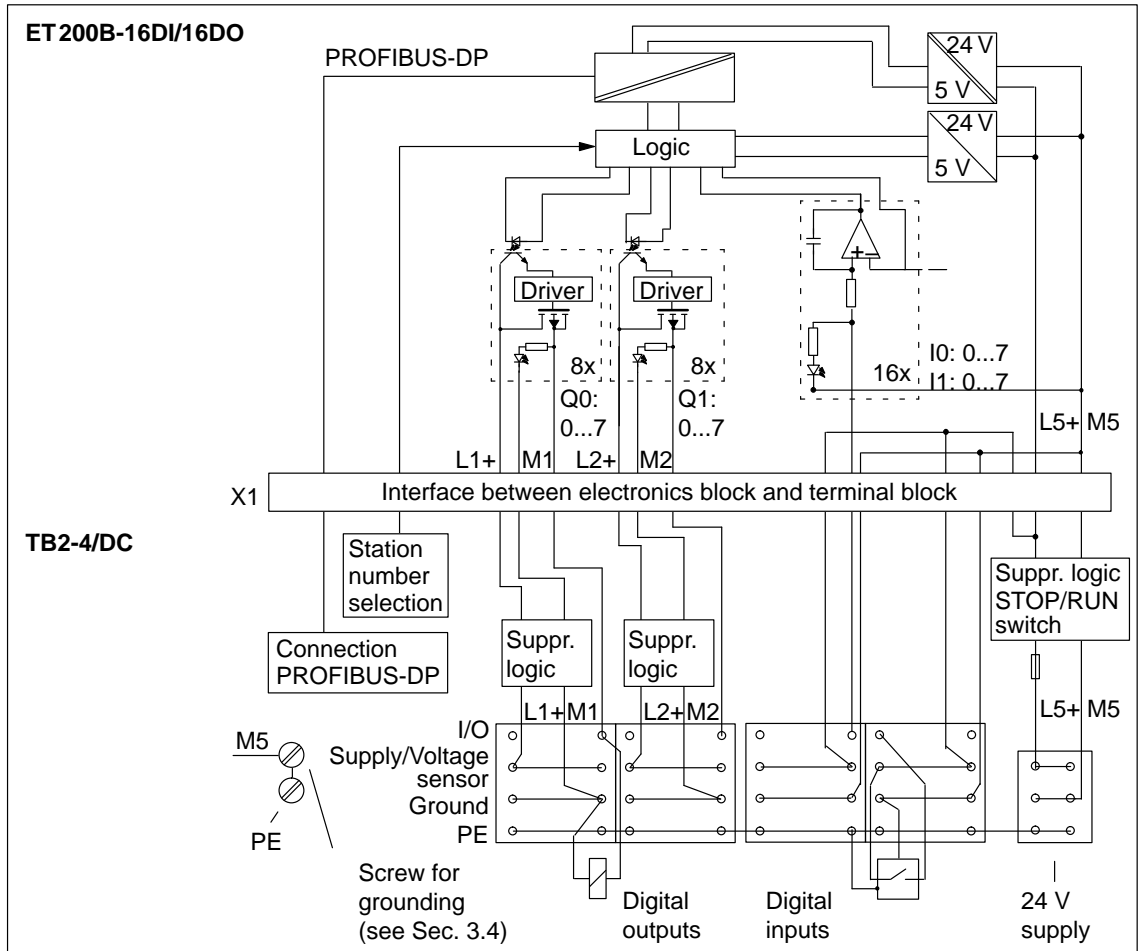 ET 200B-16DI/16DO
PROFIBUS-DP
24 V
5 V
24 V
5 V
Logic
+ –
Driver
Driver
8x
8x
16x
I0: 0...7
I1: 0...7
Q0:
0...7
Q1:
0...7
L5+ M5
L1+ M1 L2+ M2
X1
Interface between electronics block and terminal block
TB2-4/DC
Station
number
selection
Suppr. logic
STOP/RUN
switch
Connection
PROFIBUS-DP
Suppr.
logic
Suppr.
logic
L1+ M1
L2+ M2
L5+ M5
I/O
Supply/Voltage
sensor
Ground
PE
M5
PE
Screw for
grounding
(see Sec. 3.4)
Digital
outputs
Digital
inputs
24 V
supply